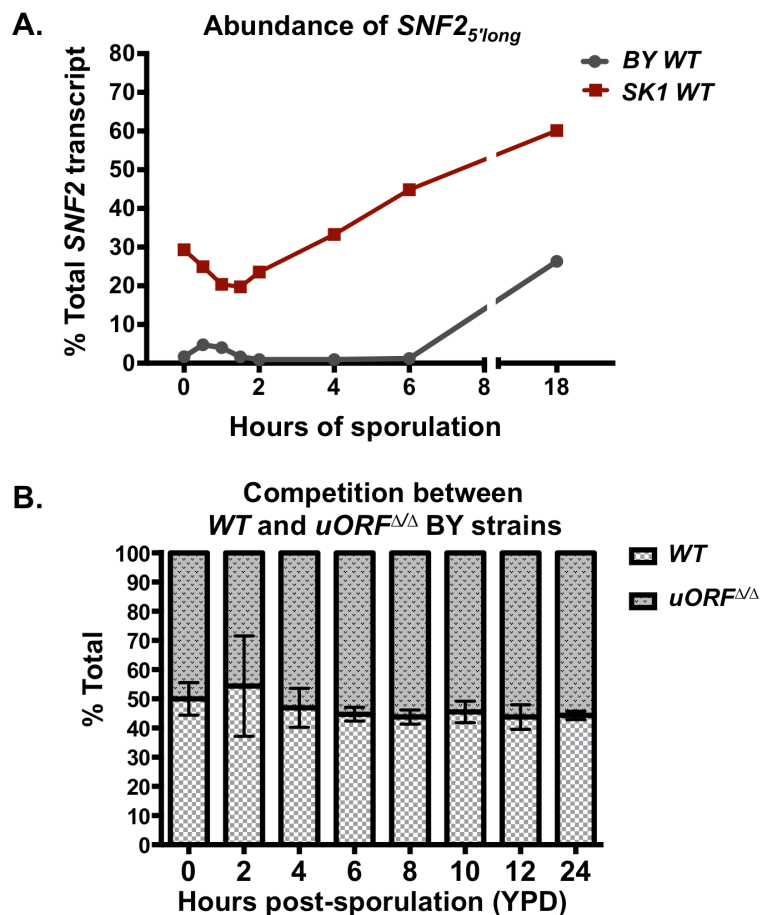 A.
Abundance of SNF25'long
BY WT
SK1 WT
% Total SNF2 transcript
80
70
60
50
40
30
20
10
0
0 2 4 6 8 18
Hours of sporulation
B.
Competition between
WT and uORFΔ/Δ BY strains
WT
uORFΔ/Δ
% Total
100
90
80
70
60
50
40
30
20
10
0
0 2 4 6 8 10 12 24
Hours post-sporulation (YPD)